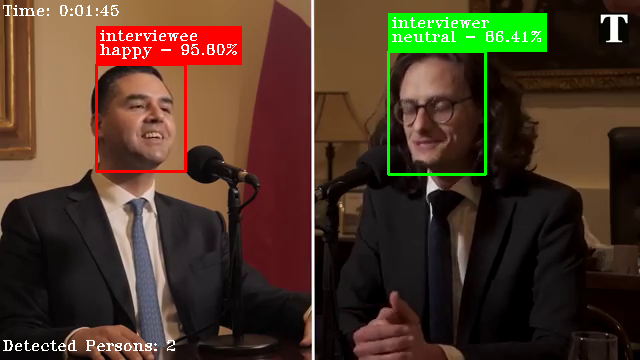 Time: 0:01:45
interviewee
happy - 95.80%
interviewer
neutral - 86.41%
T
Detected Persons: 2